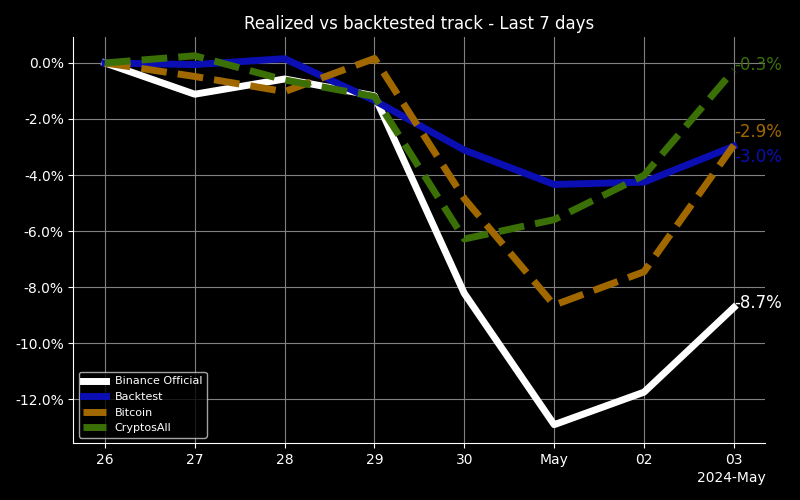 Realized vs backtested track - Last 7 days
0.0%
-2.0%
-4.0%
-6.0%
-8.0%
-10.0%
-12.0%
-0.3%
-2.9%
-3.0%
-8.7%
Binance Official
Backtest
Bitcoin
CryptosAll
26 27 28 29 30 May 02 03
2024-May